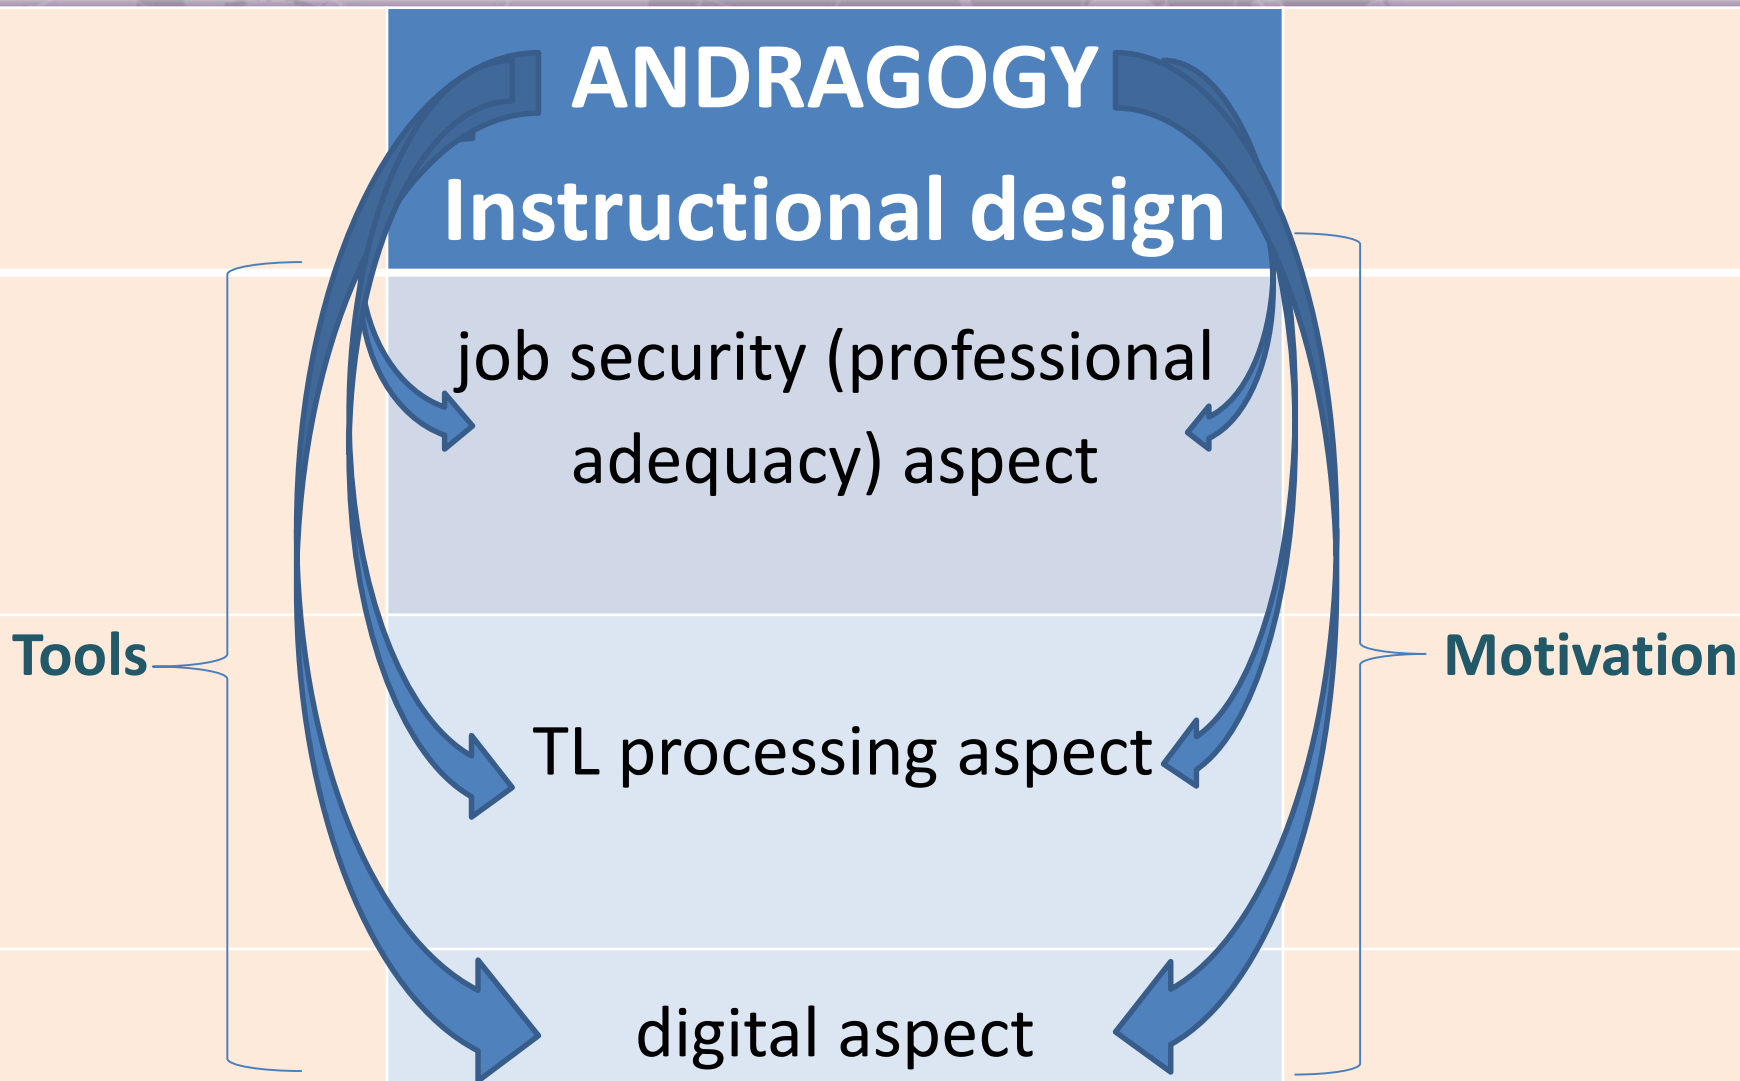 ANDRAGOGY
Instructional design
job security (professional
adequacy) aspect
Tools
Motivation
TL processing aspect
digital aspect